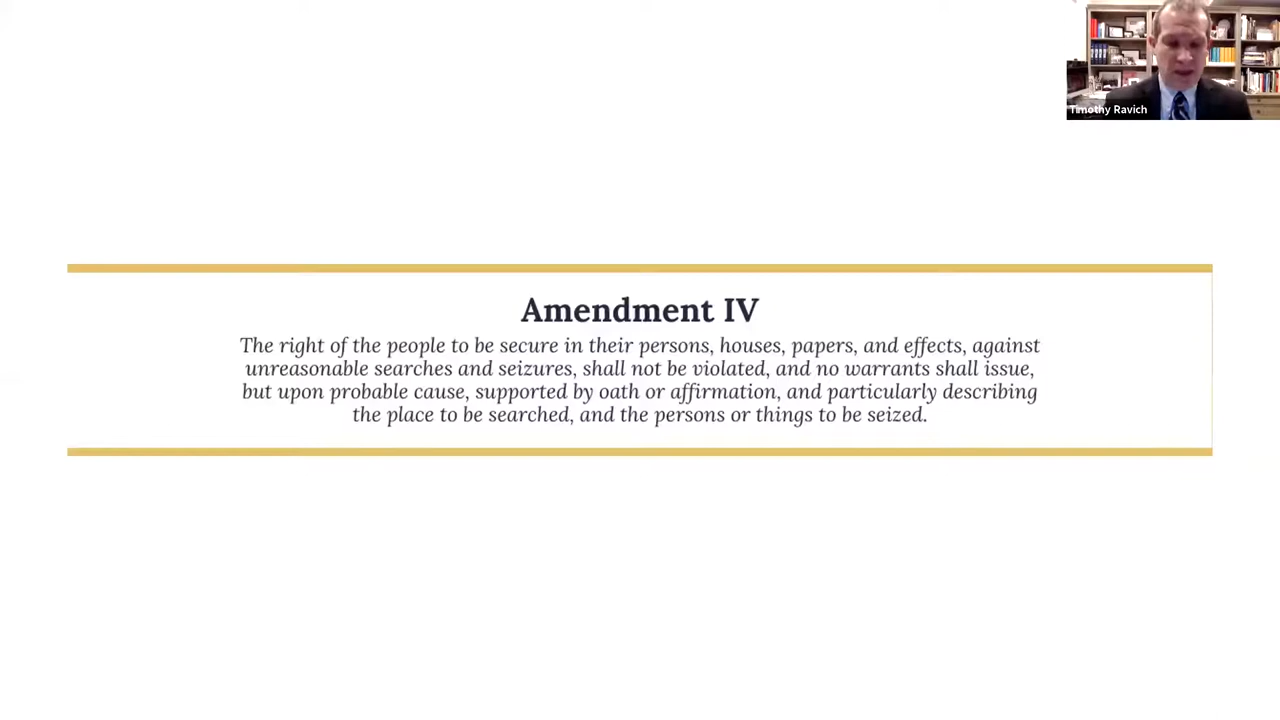 Timothy Ravich
Amendment IV
The right of the people to be secure in their persons, houses, papers, and effects, against
unreasonable searches and seizures, shall not be violated, and no warrants shall issue,
but upon probable cause, supported by oath or affirmation, and particularly describing
the place to be searched, and the persons or things to be seized.